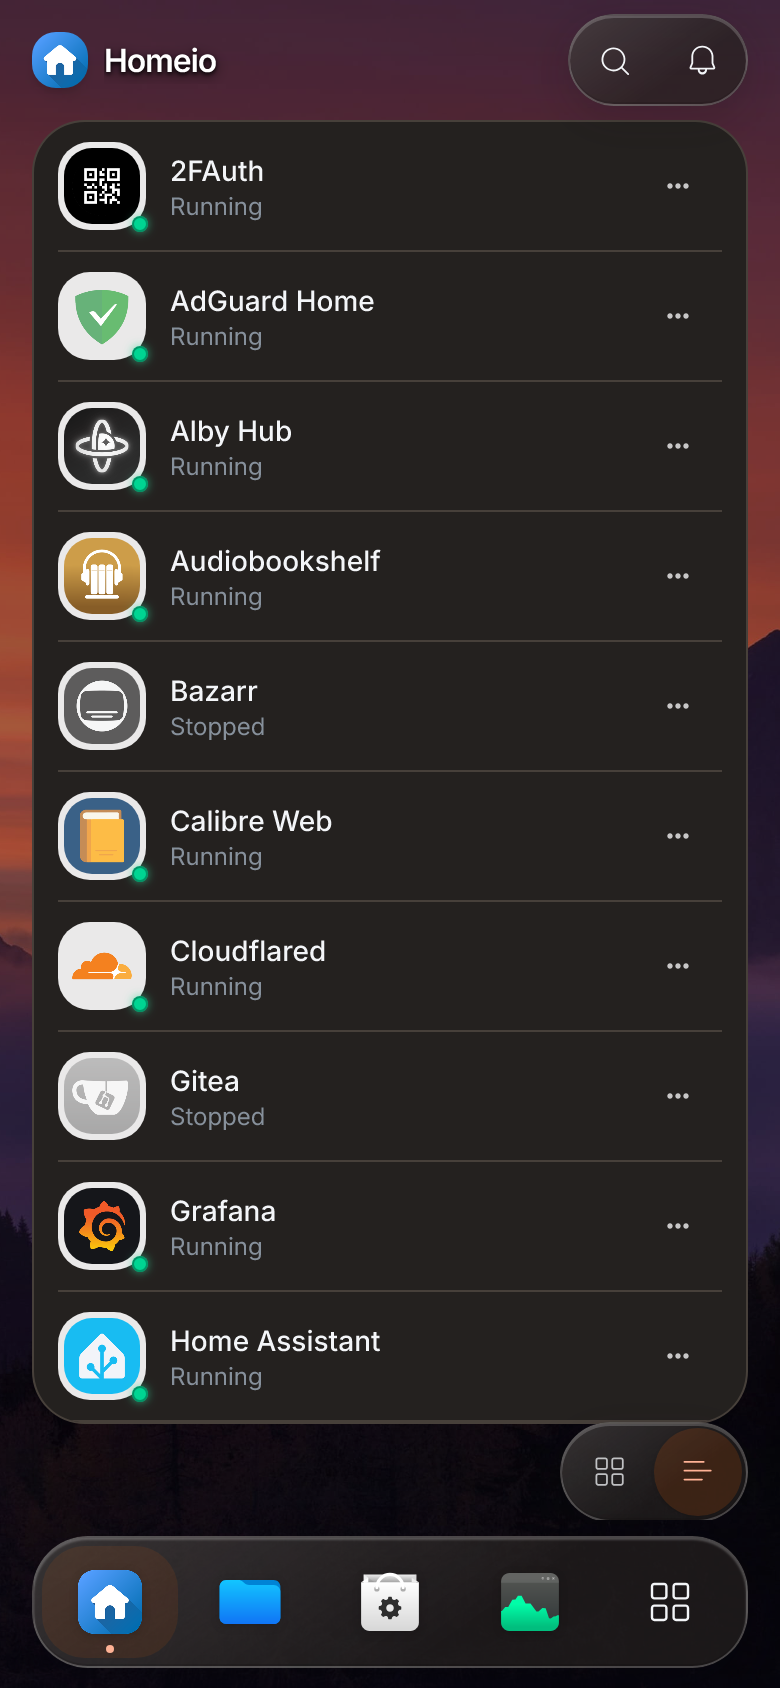 Homeio
2FAuth
Running
AdGuard Home
Running
Alby Hub
Running
Audiobookshelf
Running
Bazarr
Stopped
Calibre Web
Running
Cloudflared
Running
Gitea
Stopped
Grafana
Running
Home Assistant
Running